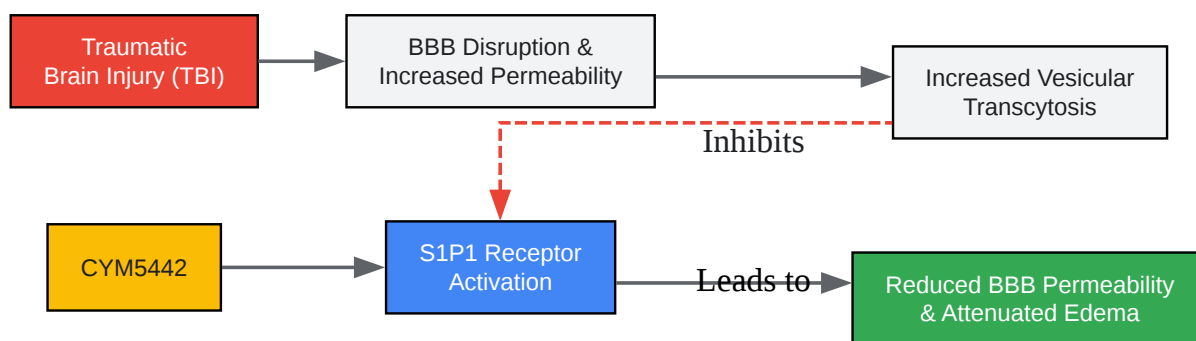 Traumatic
Brain Injury (TBI)
BBB Disruption &
Increased Permeability
Increased Vesicular
Transcytosis
Inhibits
CYM5442
S1P1 Receptor
Activation
Leads to
Reduced BBB Permeability
& Attenuated Edema